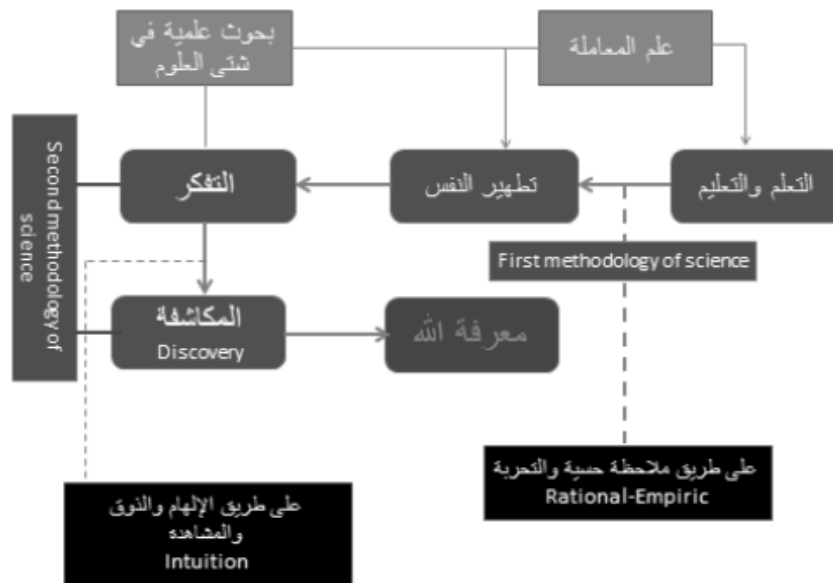 علم المعاملة
بحوث علمية في
شتى العلوم
التعلم والتعليم
تطهير النفس
التفكر
Second methodology of
science
First methodology of science
المكاشفة
Discovery
معرفة الله
على طريق ملاحظة حسية والتحربة
Rational-Empiric
على طريق الإلهام والذوق
والمشاهده
Intuition